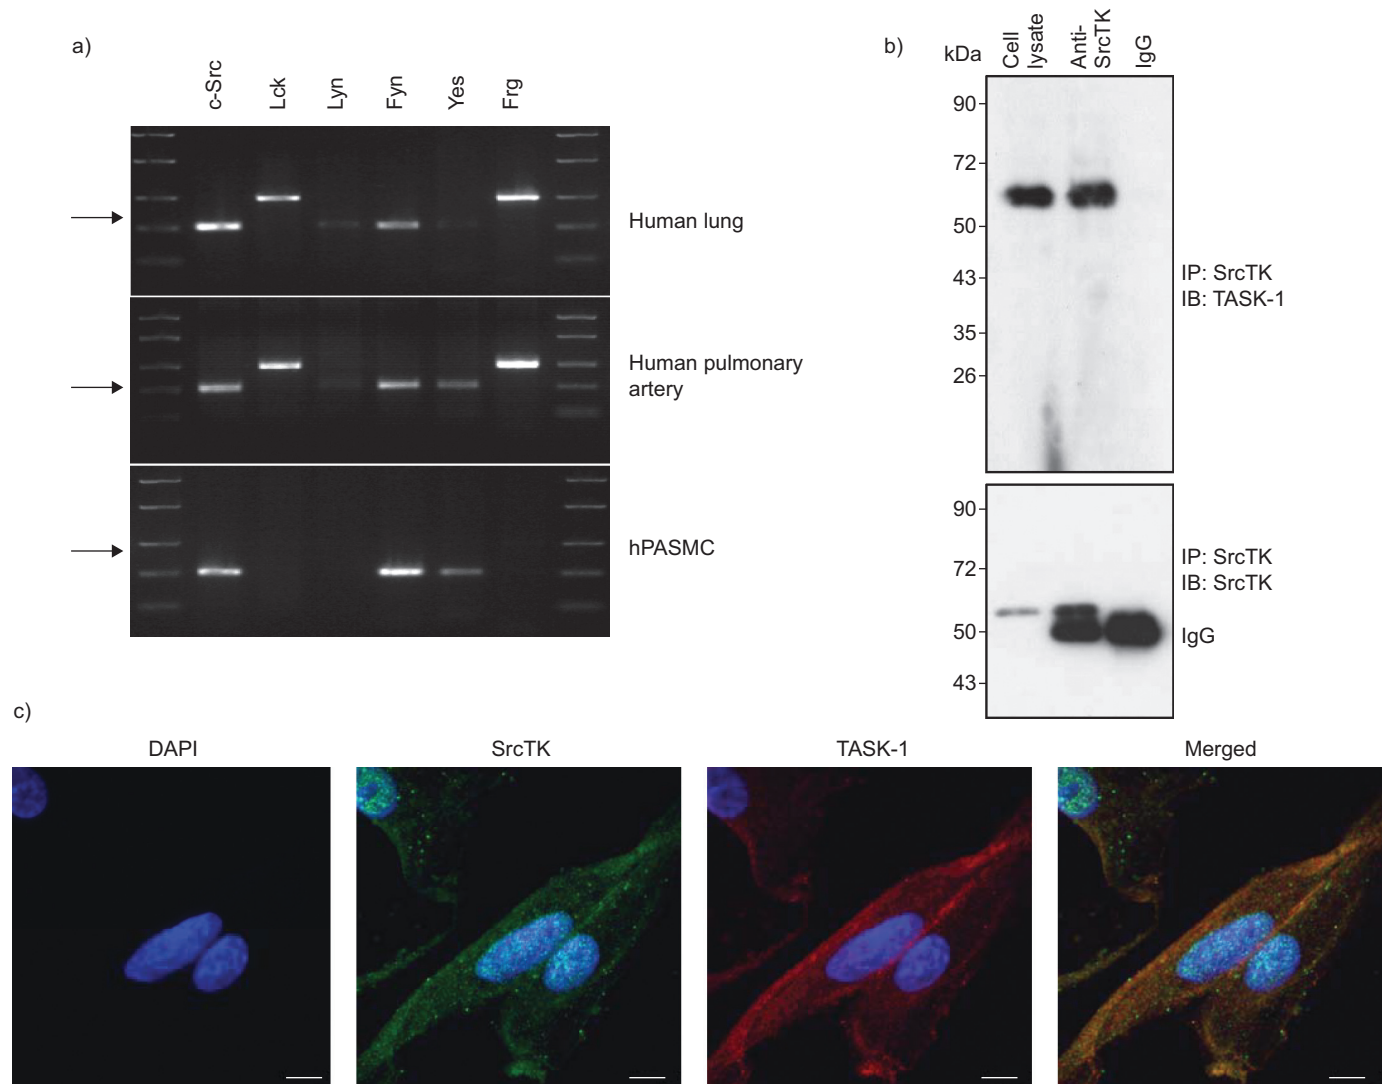 a)
c-Src
Lck
Lyn
Fyn
Yes
Frg
Human lung
Human pulmonary
artery
hPASMC
b)
kDa
Cell
lysate
Anti-
SrcTK
IgG
90
72
50
43
35
26
IP: SrcTK
IB: TASK-1
90
72
50
43
IP: SrcTK
IB: SrcTK
IgG
c)
DAPI
SrcTK
TASK-1
Merged